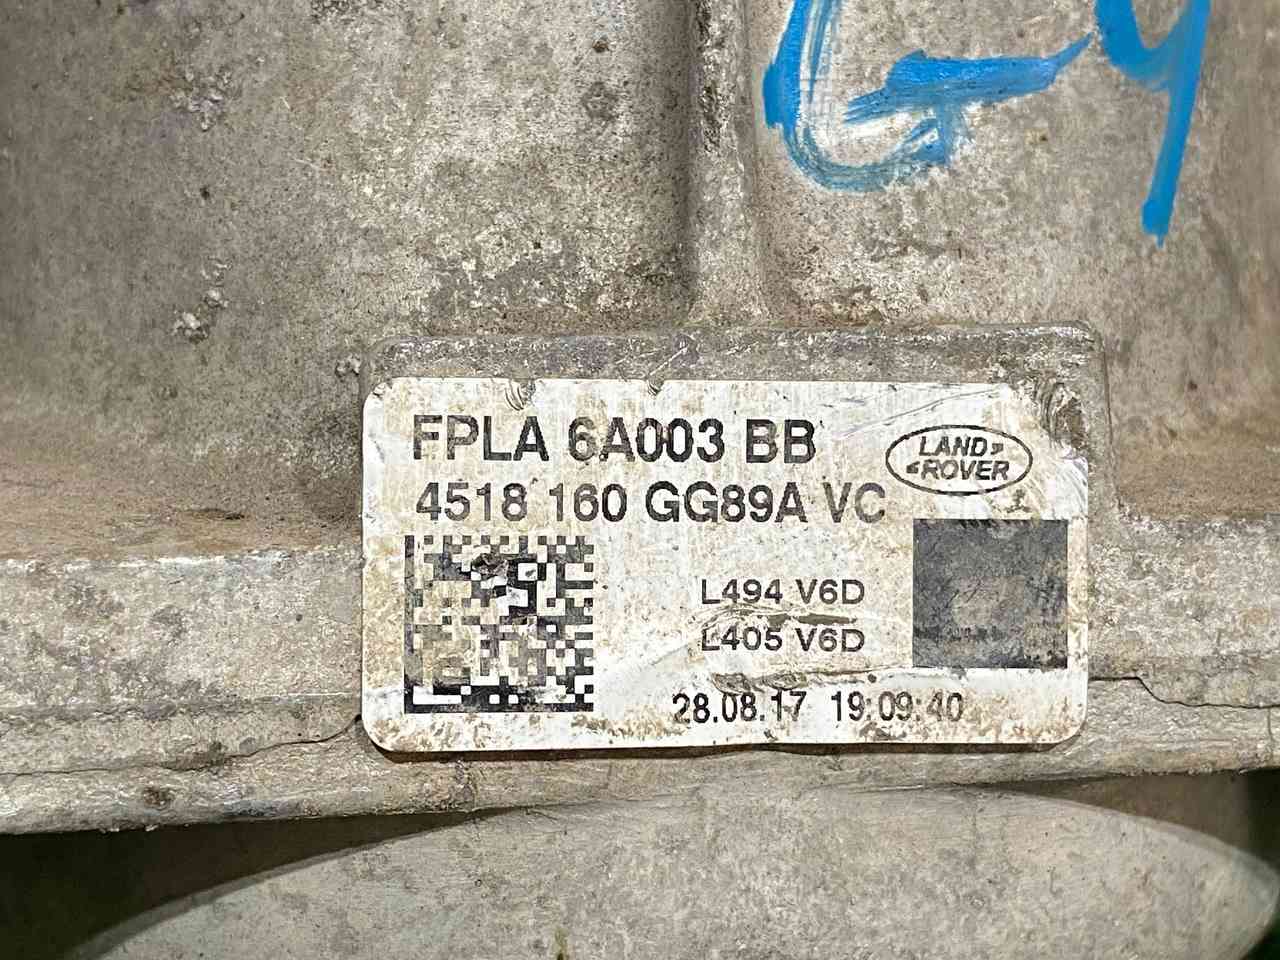 FPLA 6A003 BB
LAND
ROVER
4518 160 GG89A VC
L494 V6D
L405 V6D
28.08.17 19:09:40